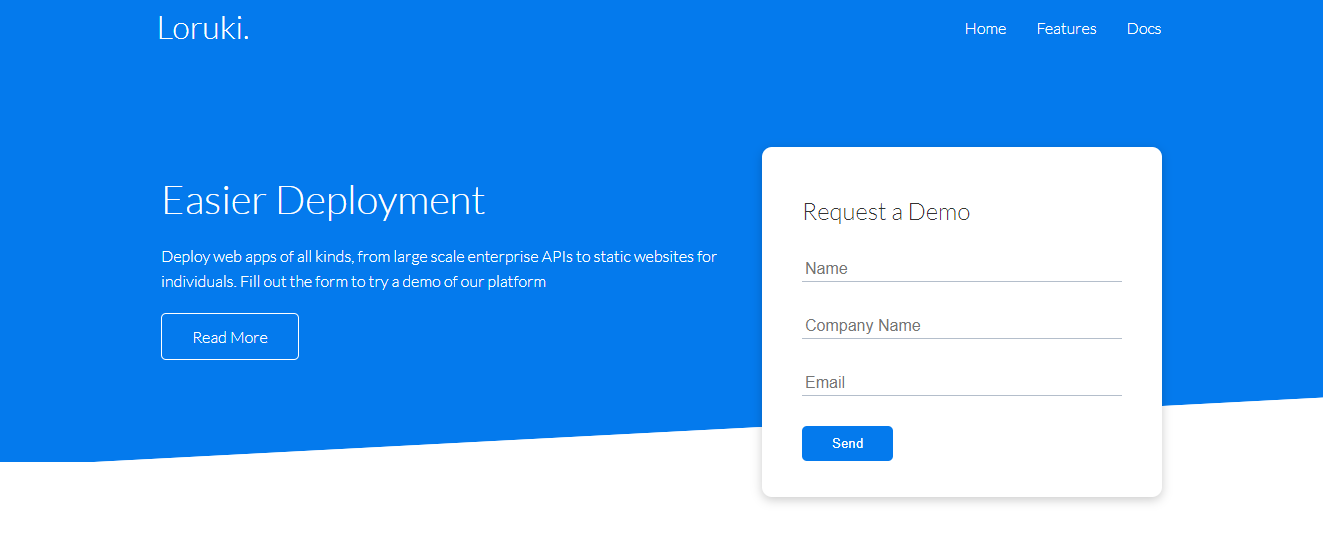 Loruki.
Home Features Docs
Easier Deployment
Deploy web apps of all kinds, from large scale enterprise APIs to static websites for
individuals. Fill out the form to try a demo of our platform
Read More
Request a Demo
Name
Company Name
Email
Send